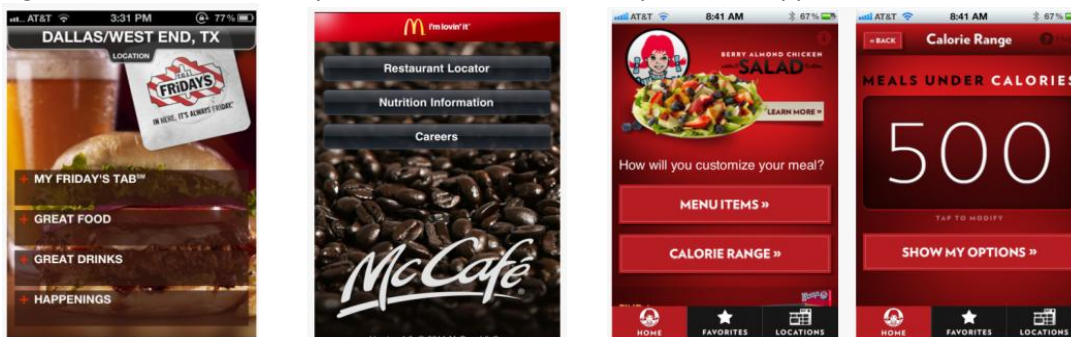 AT&T 3:31 PM 77%
DALLAS/WEST END, TX
LOCATION
FRiDAYS
IN HERE, IT'S ALWAYS FRIDAY.
+ MY FRIDAY'S TAB℠
+ GREAT FOOD
+ GREAT DRINKS
+ HAPPENINGS
i'm lovin' it
Restaurant Locator
Nutrition Information
Careers
McCafé
AT&T 8:41 AM 67%
BERRY ALMOND CHICKEN
SALAD
LEARN MORE »
How will you customize your meal?
MENU ITEMS »
CALORIE RANGE »
HOME FAVORITES LOCATIONS
AT&T 8:41 AM 67%
« BACK Calorie Range
MEALS UNDER CALORIES
500
TAP TO MODIFY
SHOW MY OPTIONS »
HOME FAVORITES LOCATIONS